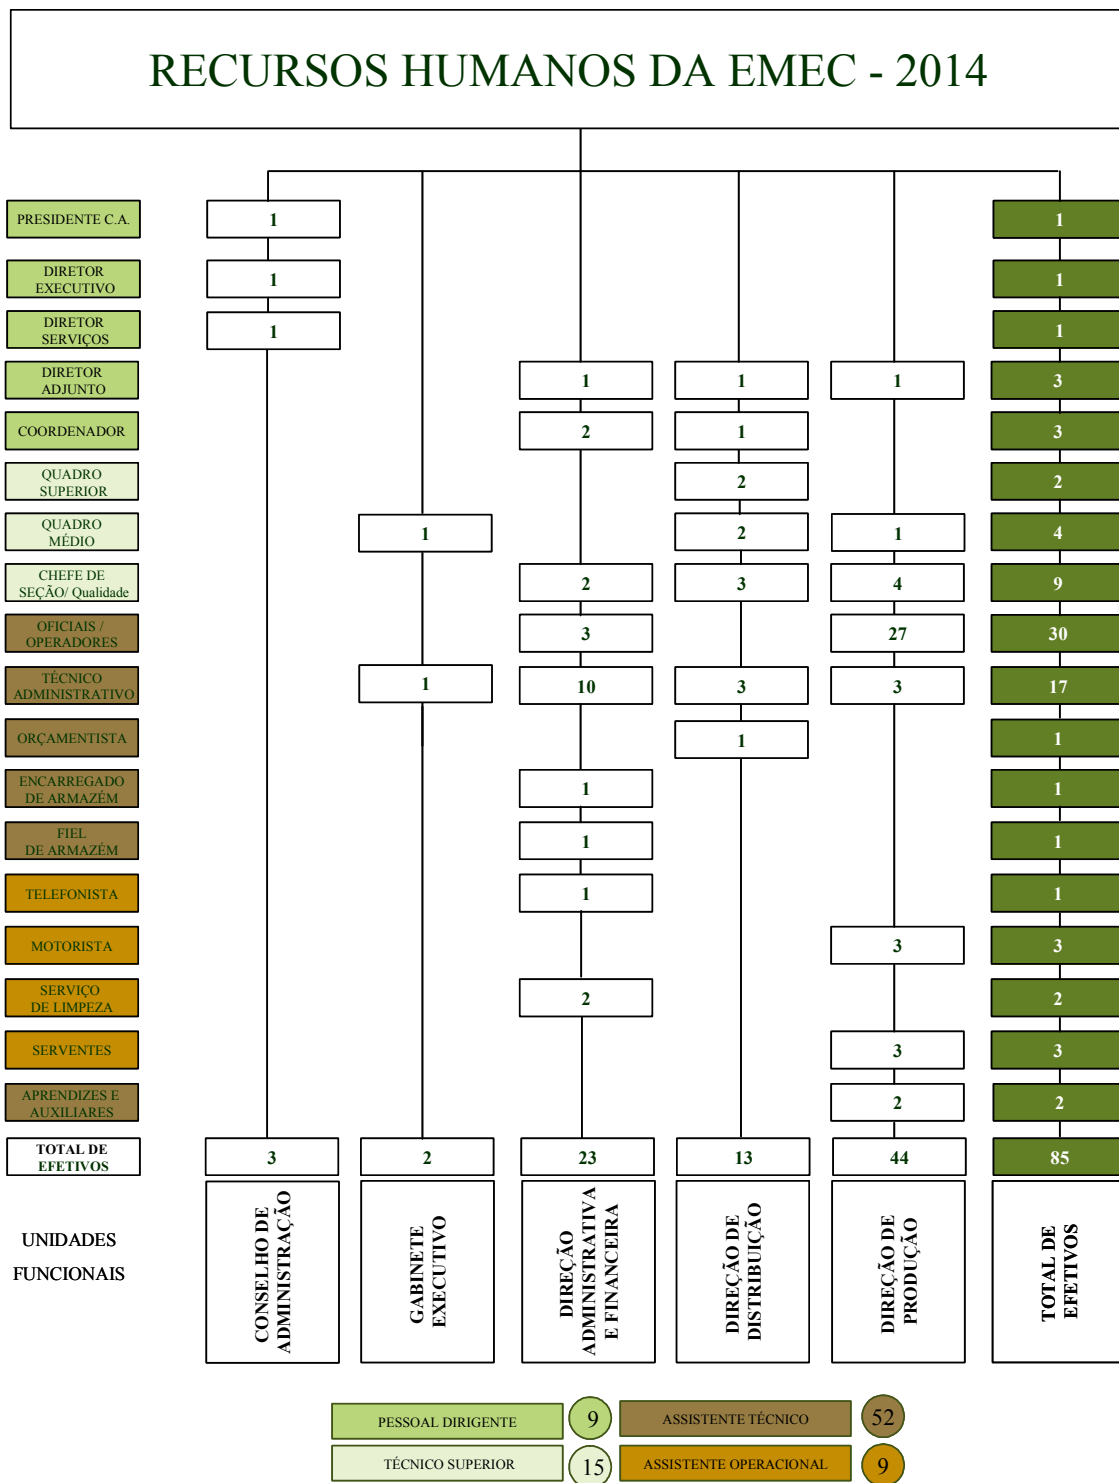 RECURSOS HUMANOS DA EMEC - 2014
PRESIDENTE C.A.
1
1
DIRETOR
EXECUTIVO
1
1
DIRETOR
SERVIÇOS
1
1
DIRETOR
ADJUNTO
1
1
1
3
COORDENADOR
2
1
3
QUADRO
SUPERIOR
2
2
QUADRO
MÉDIO
1
2
1
4
CHEFE DE
SEÇÃO/ Qualidade
2
3
4
9
OFICIAIS /
OPERADORES
3
27
30
TÉCNICO
ADMINISTRATIVO
1
10
3
3
17
ORÇAMENTISTA
1
1
ENCARREGADO
DE ARMAZÉM
1
1
FIEL
DE ARMAZÉM
1
1
TELEFONISTA
1
1
MOTORISTA
3
3
SERVIÇO
DE LIMPEZA
2
2
SERVENTES
3
3
APRENDIZES E
AUXILIARES
2
2
TOTAL DE
EFETIVOS
3
2
23
13
44
85
UNIDADES
FUNCIONAIS
CONSELHO DE
ADMINISTRAÇÃO
GABINETE
EXECUTIVO
DIREÇÃO
ADMINISTRATIVA
E FINANCEIRA
DIREÇÃO DE
DISTRIBUIÇÃO
DIREÇÃO DE
PRODUÇÃO
TOTAL DE
EFETIVOS
PESSOAL DIRIGENTE
9
ASSISTENTE TÉCNICO
52
TÉCNICO SUPERIOR
15
ASSISTENTE OPERACIONAL
9